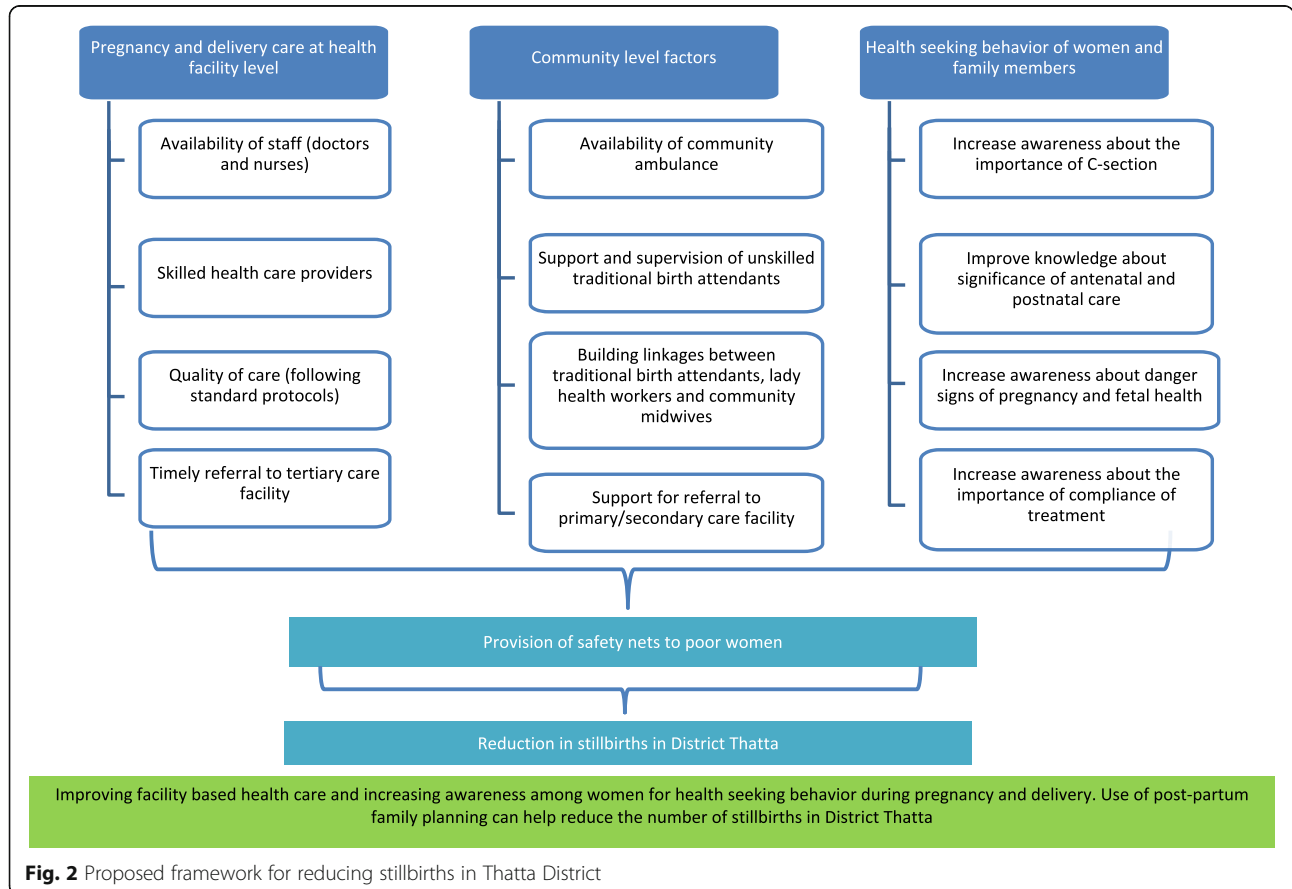 Pregnancy and delivery care at health
facility level
Availability of staff (doctors
and nurses)
Skilled health care providers
Quality of care (following
standard protocols)
Timely referral to tertiary care
facility
Community level factors
Availability of community
ambulance
Support and supervision of unskilled
traditional birth attendants
Building linkages between
traditional birth attendants, lady
health workers and community
midwives
Support for referral to
primary/secondary care facility
Health seeking behavior of women and
family members
Increase awareness about the
importance of C-section
Improve knowledge about
significance of antenatal and
postnatal care
Increase awareness about danger
signs of pregnancy and fetal health
Increase awareness about the
importance of compliance of
treatment
Provision of safety nets to poor women
Reduction in stillbirths in District Thatta
Improving facility based health care and increasing awareness among women for health seeking behavior during pregnancy and delivery. Use of post-partum
family planning can help reduce the number of stillbirths in District Thatta
Fig. 2 Proposed framework for reducing stillbirths in Thatta District